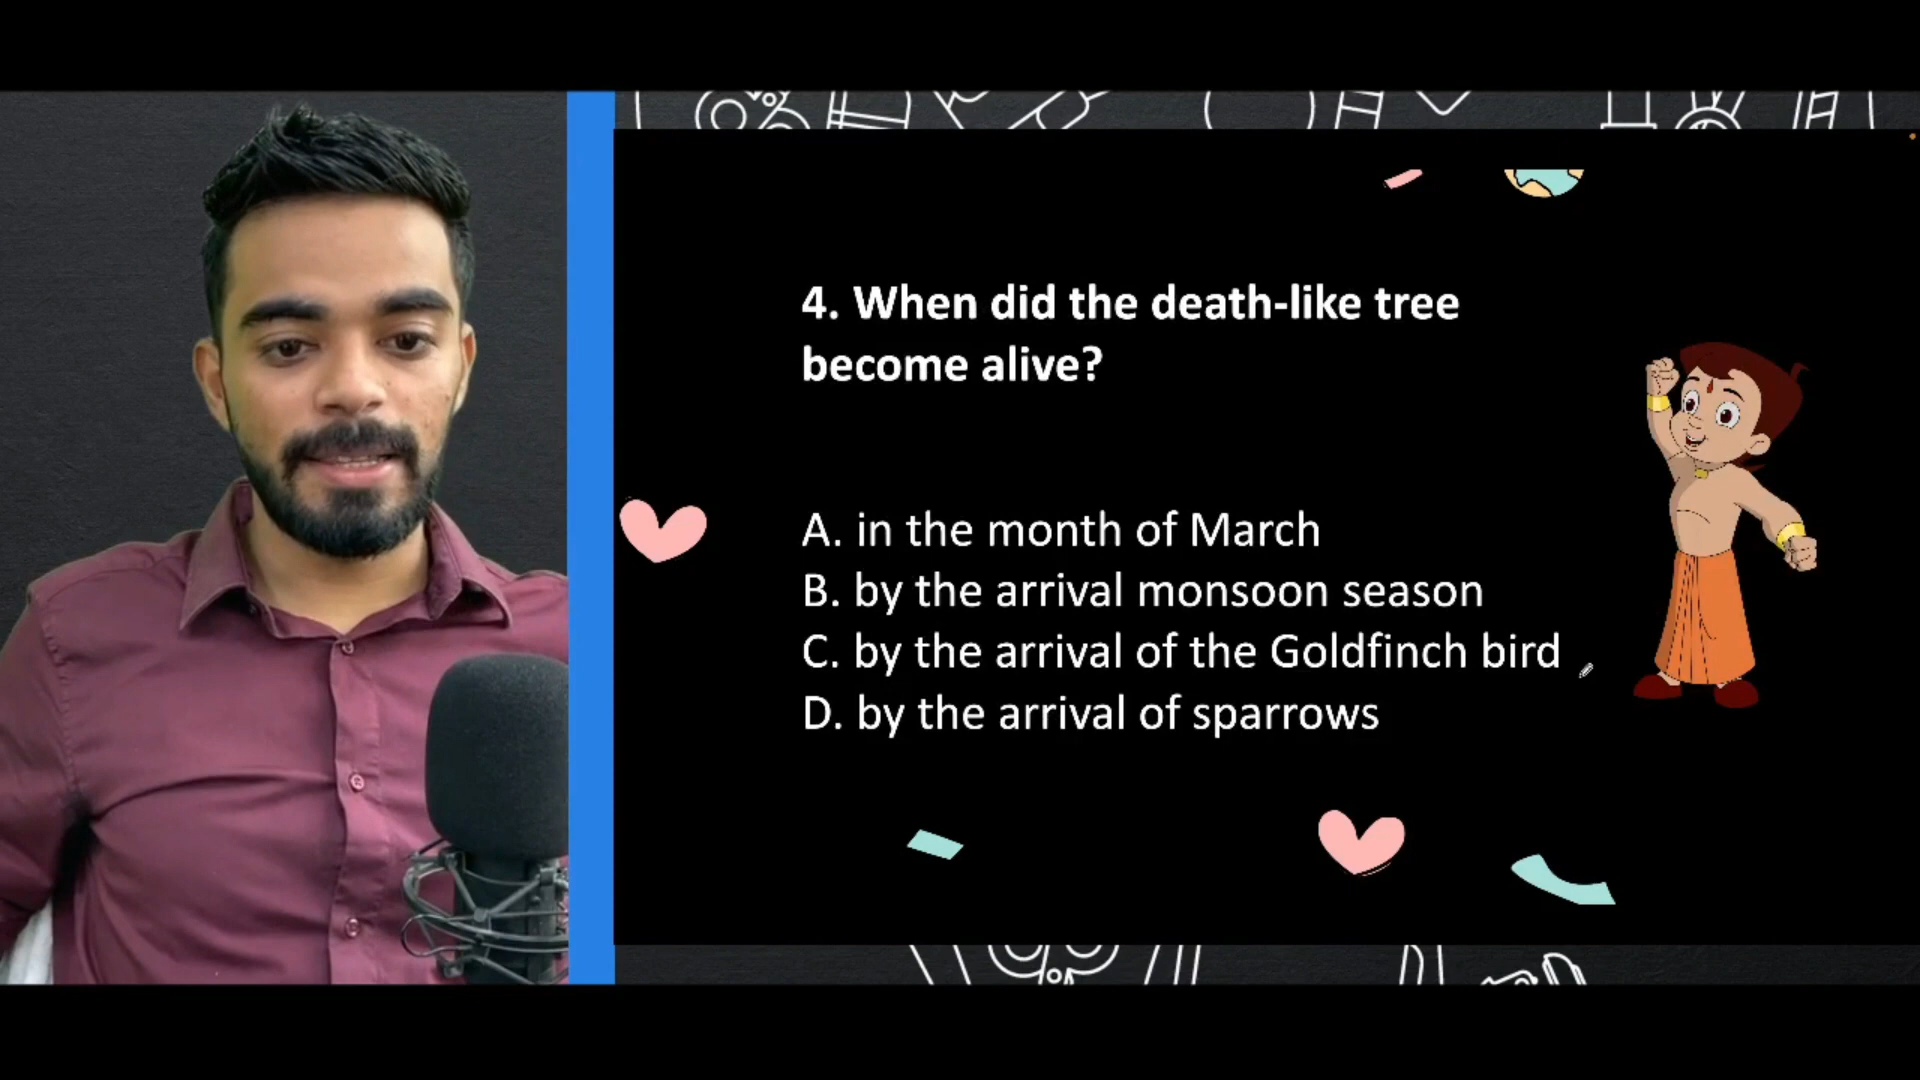 4. When did the death-like tree
become alive?
A. in the month of March
B. by the arrival monsoon season
C. by the arrival of the Goldfinch bird
D. by the arrival of sparrows